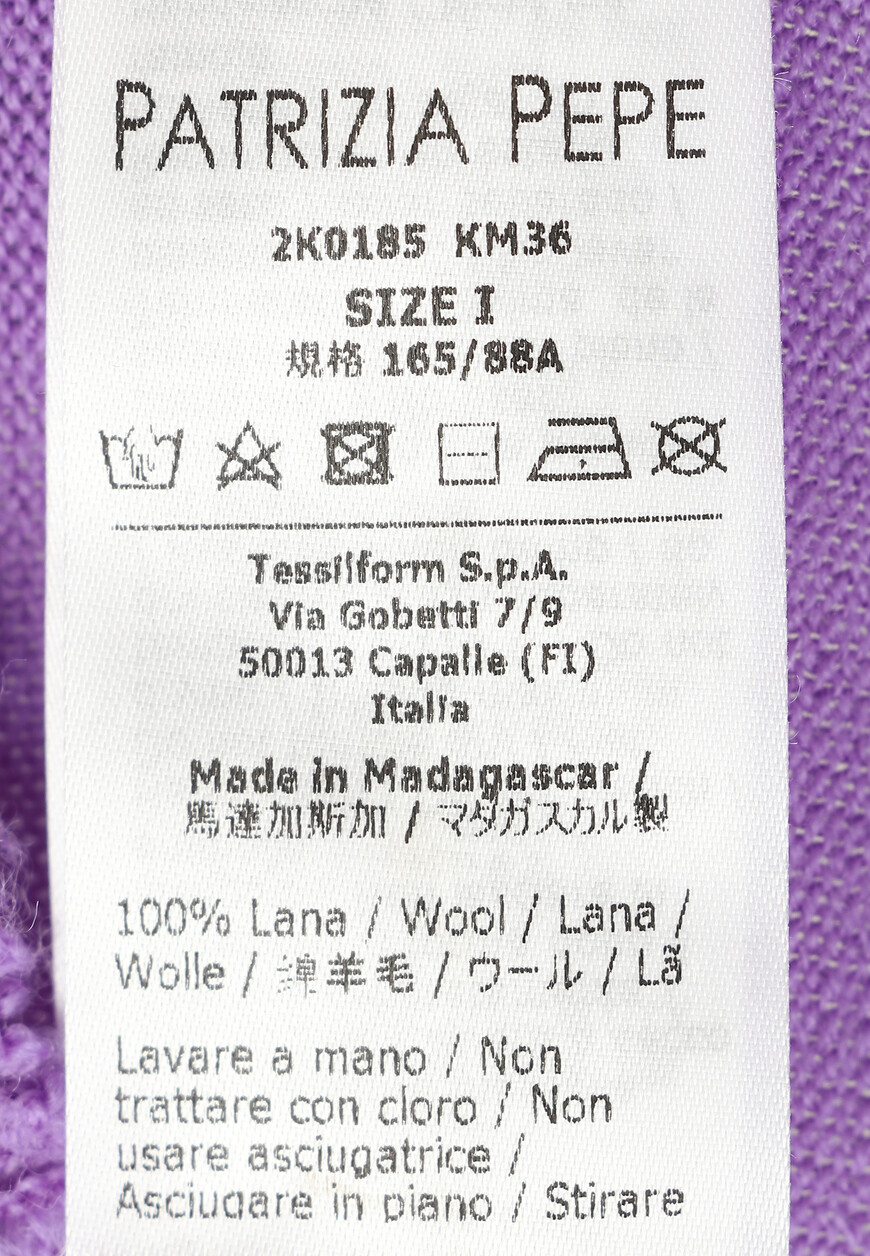 PATRIZIA PEPE
2K0185 KM36
SIZE I
規格 165/88A
Tessilform S.p.A.
Via Gobetti 7/9
50013 Capalle (FI)
Italia
Made in Madagascar /
馬達加斯加 / マダガスカル製
100% Lana / Wool / Lana /
Wolle / 綿羊毛 / ウール / Lã
Lavare a mano / Non
trattare con cloro / Non
usare asciugatrice /
Asciugare in piano / Stirare